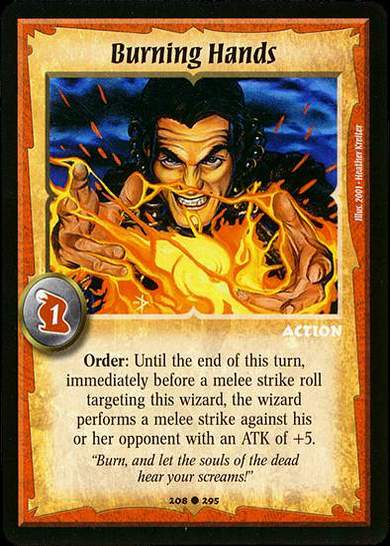 Burning Hands
Illus. 2001 • Heather Kreiter
1
ACTION
Order: Until the end of this turn,
immediately before a melee strike roll
targeting this wizard, the wizard
performs a melee strike against his
or her opponent with an ATK of +5.
“Burn, and let the souls of the dead
hear your screams!”
208 ● 295